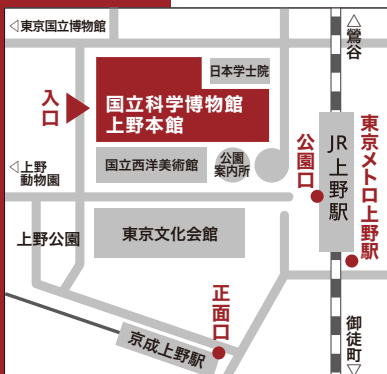 ◁東京国立博物館
△鶯谷
日本学士院
入口
国立科学博物館
上野本館
公園口
JR上野駅
東京メトロ上野駅
◁上野
動物園
国立西洋美術館
公園
案内所
上野公園
東京文化会館
正面口
京成上野駅
御徒町▽